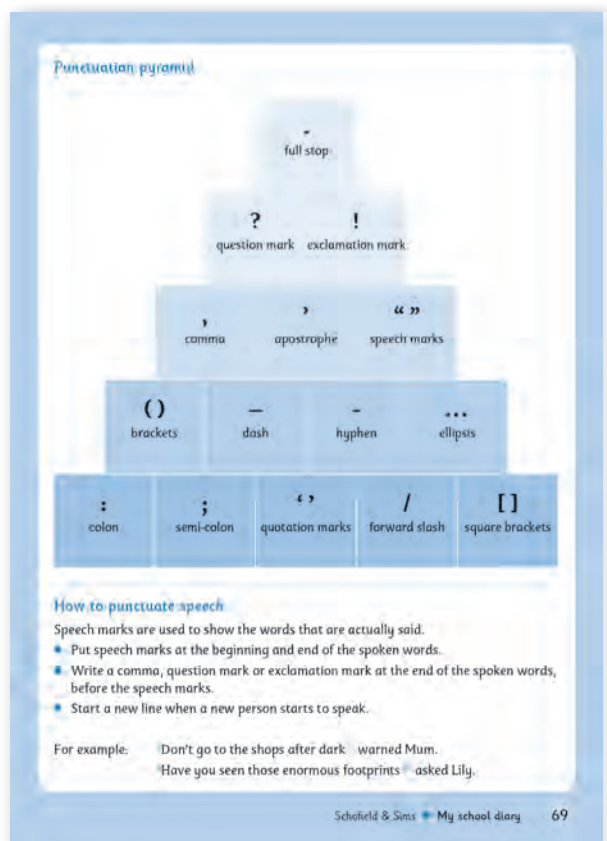 Punctuation pyramid
.
full stop
? !
question mark exclamation mark
, ’ “ ”
comma apostrophe speech marks
( ) – - ...
brackets dash hyphen ellipsis
: ; ‘ ’ / [ ]
colon semi-colon quotation marks forward slash square brackets
How to punctuate speech
Speech marks are used to show the words that are actually said.
• Put speech marks at the beginning and end of the spoken words.
• Write a comma, question mark or exclamation mark at the end of the spoken words,
before the speech marks.
• Start a new line when a new person starts to speak.
For example: Don’t go to the shops after dark warned Mum.
Have you seen those enormous footprints asked Lily.
Schofield & Sims • My school diary 69